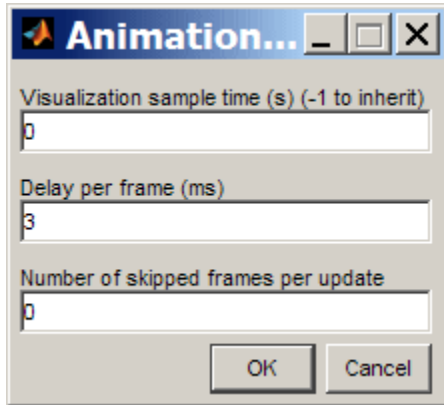 Animation...
Visualization sample time (s) (-1 to inherit)
0
Delay per frame (ms)
3
Number of skipped frames per update
0
OK Cancel